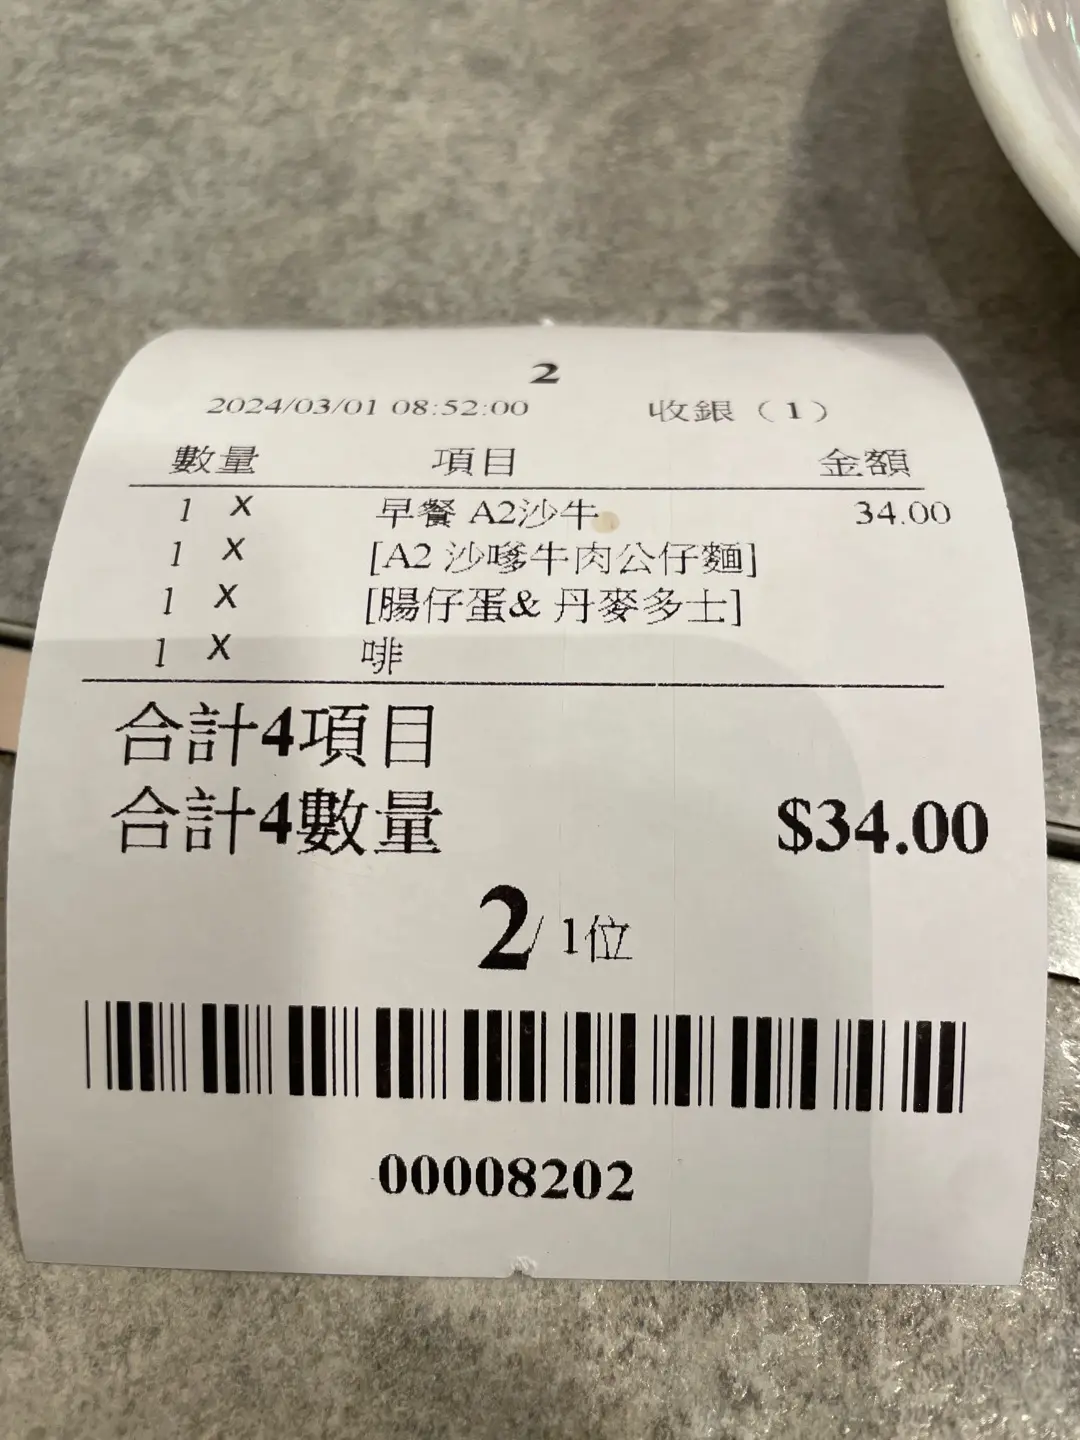 2
2024/03/01 08:52:00 收銀（1）
數量 項目 金額
1 X 早餐 A2沙牛 34.00
1 X [A2 沙嗲牛肉公仔麵]
1 X [腸仔蛋& 丹麥多士]
1 X 啡
合計4項目
合計4數量 $34.00
2/ 1位
00008202